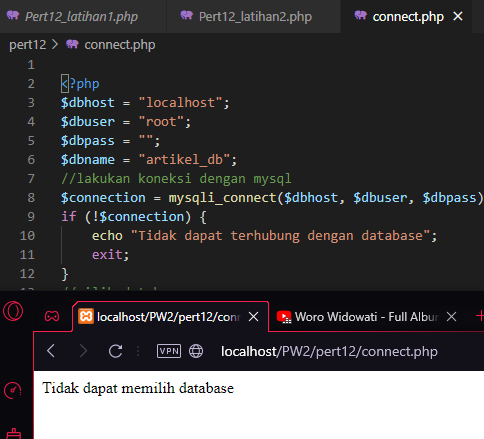 Pert12_latihan1.php Pert12_latihan2.php connect.php
pert12 > connect.php
1
2 <?php
3 $dbhost = "localhost";
4 $dbuser = "root";
5 $dbpass = "";
6 $dbname = "artikel_db";
7 //lakukan koneksi dengan mysql
8 $connection = mysqli_connect($dbhost, $dbuser, $dbpass)
9 if (!$connection) {
10 echo "Tidak dapat terhubung dengan database";
11 exit;
12 }
localhost/PW2/pert12/conn Woro Widowati - Full Albur
VPN localhost/PW2/pert12/connect.php
Tidak dapat memilih database